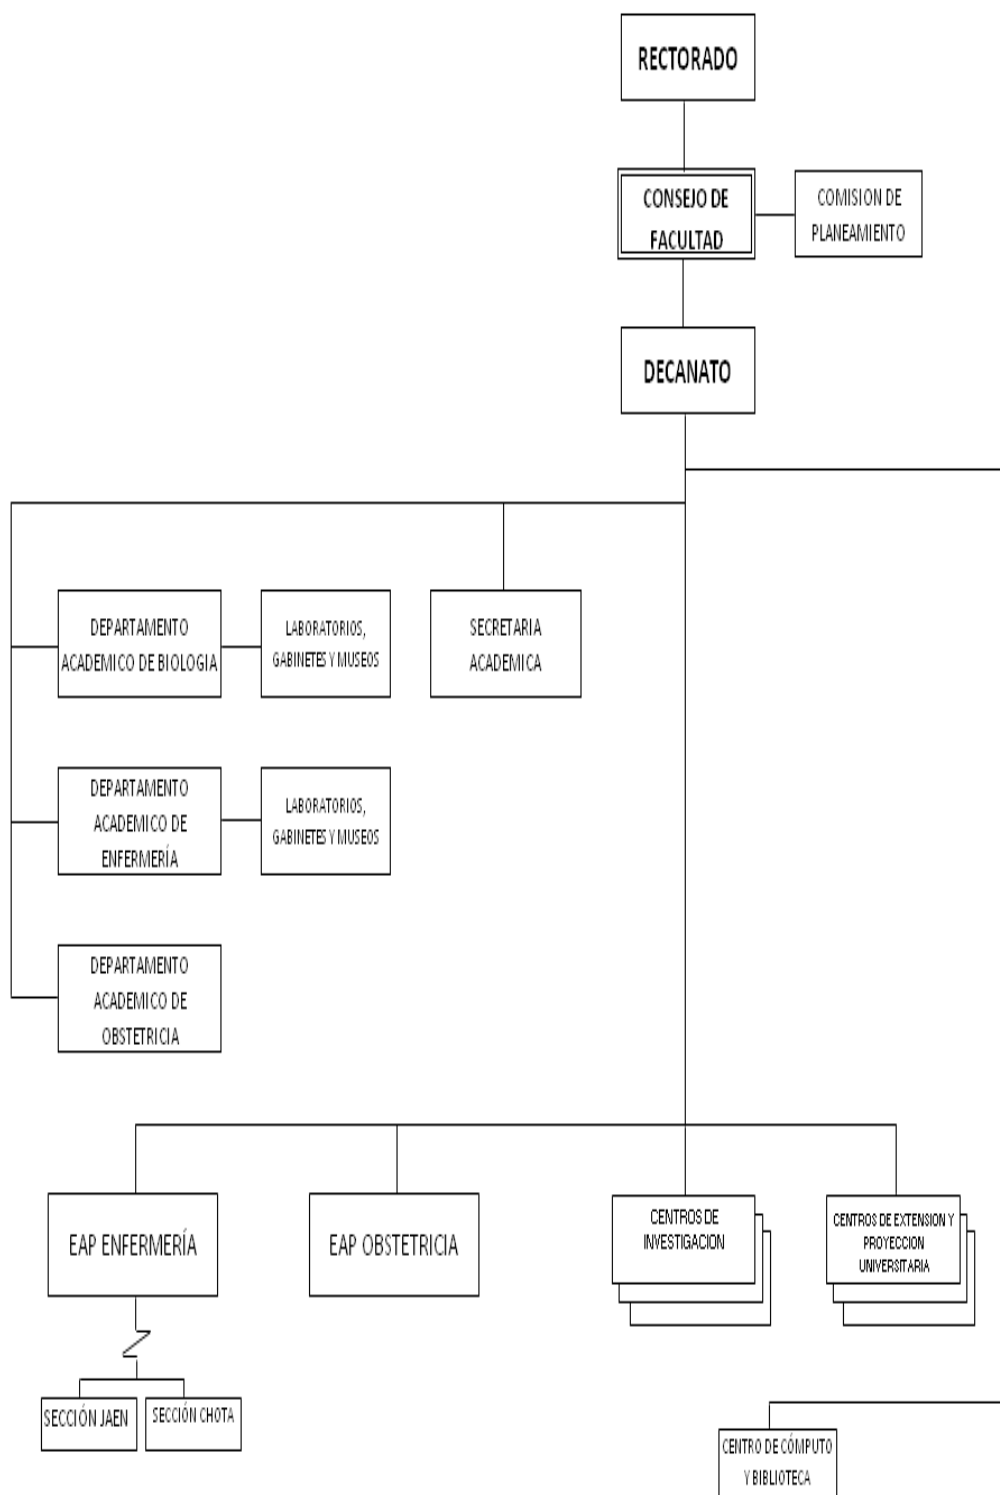 RECTORADO
CONSEJO DE
FACULTAD
COMISION DE
PLANEAMIENTO
DECANATO
DEPARTAMENTO
ACADEMICO DE BIOLOGIA
LABORATORIOS,
GABINETES Y MUSEOS
SECRETARIA
ACADEMICA
DEPARTAMENTO
ACADEMICO DE
ENFERMERÍA
LABORATORIOS,
GABINETES Y MUSEOS
DEPARTAMENTO
ACADEMICO DE
OBSTETRICIA
EAP ENFERMERÍA
EAP OBSTETRICIA
CENTROS DE
INVESTIGACION
CENTROS DE EXTENSION Y
PROYECCION
UNIVERSITARIA
SECCIÓN JAEN
SECCIÓN CHOTA
CENTRO DE CÓMPUTO
Y BIBLIOTECA